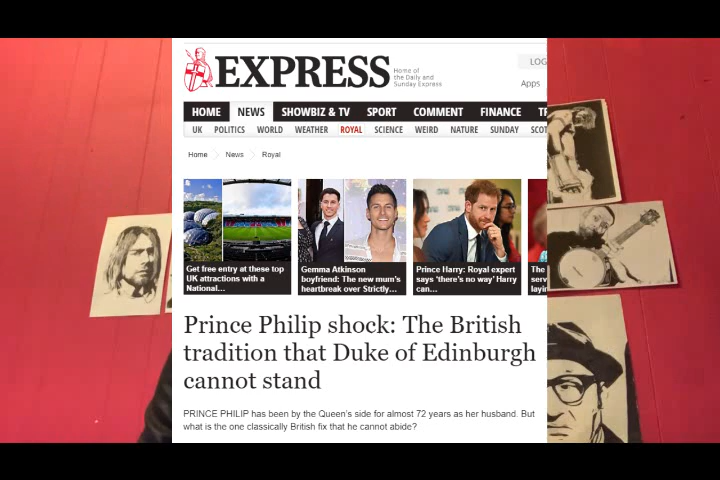 EXPRESS
Home of
the Daily and
Sunday Express
LOG
Apps
HOME NEWS SHOWBIZ & TV SPORT COMMENT FINANCE
UK POLITICS WORLD WEATHER ROYAL SCIENCE WEIRD NATURE SUNDAY SCOT
Home News Royal
Get free entry at these top
UK attractions with a
National...
Gemma Atkinson
boyfriend: The new mum's
heartbreak over Strictly...
Prince Harry: Royal expert
says 'there's no way' Harry
can...
The
serv
layi
Prince Philip shock: The British
tradition that Duke of Edinburgh
cannot stand
PRINCE PHILIP has been by the Queen's side for almost 72 years as her husband. But
what is the one classically British fix that he cannot abide?